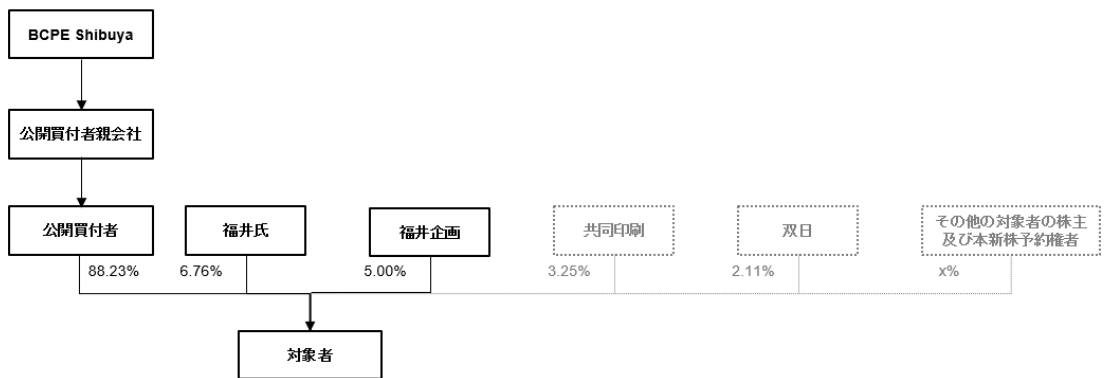 BCPE Shibuya
公開買付者親会社
公開買付者
福井氏
福井企画
共同印刷
双日
その他の対象者の株主
及び本新株予約権者
88.23%
6.76%
5.00%
3.25%
2.11%
x%
対象者